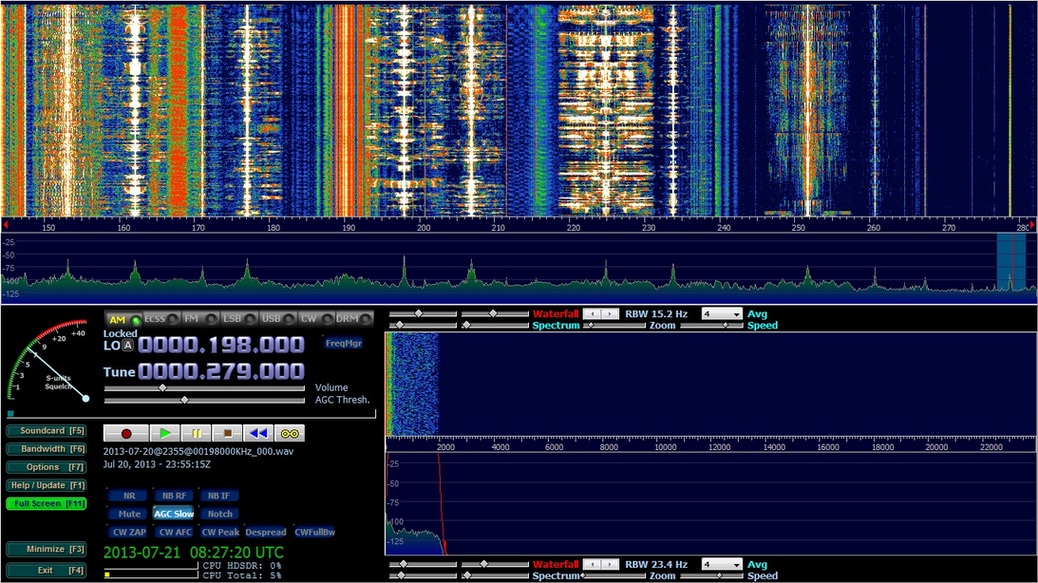 150 160 170 180 190 200 210 220 230 240 250 260 270 280
-25
-50
-75
-100
-125
AM ECSS FM LSB USB CW DRM
Locked
LO A 0000.198.000 FreqMgr
Tune 0000.279.000
+40
+20
9
5
3
1
S-units
Squelch
Volume
AGC Thresh.
Waterfall RBW 15.2 Hz 4 Avg
Spectrum Zoom Speed
Soundcard [F5]
Bandwidth [F6]
Options [F7]
Help / Update [F1]
Full Screen [F11]
Minimize [F3]
Exit [F4]
2013-07-20@2355@00198000KHz_000.wav
Jul 20, 2013 - 23:55:15Z
NR NB RF NB IF
Mute AGC Slow Notch
CW ZAP CW AFC CW Peak Despread CWFullBw
2013-07-21 08:27:20 UTC
CPU HDSDR: 0%
CPU Total: 5%
2000 4000 6000 8000 10000 12000 14000 16000 18000 20000 22000
-25
-50
-75
-100
-125
Waterfall RBW 23.4 Hz 4 Avg
Spectrum Zoom Speed